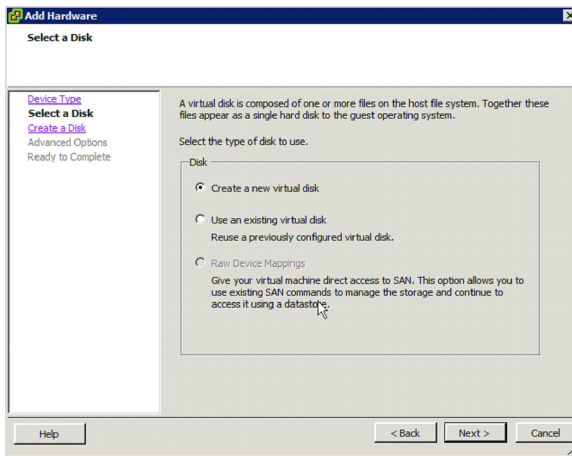 Add Hardware
Select a Disk
Device Type
Select a Disk
Create a Disk
Advanced Options
Ready to Complete
A virtual disk is composed of one or more files on the host file system. Together these
files appear as a single hard disk to the guest operating system.
Select the type of disk to use.
Disk
Create a new virtual disk
Use an existing virtual disk
Reuse a previously configured virtual disk.
Raw Device Mappings
Give your virtual machine direct access to SAN. This option allows you to
use existing SAN commands to manage the storage and continue to
access it using a datastore.
Help
< Back
Next >
Cancel